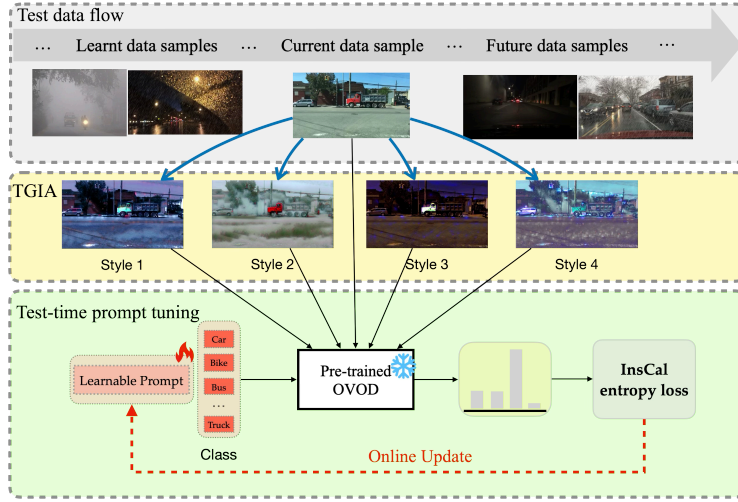 Test data flow
... Learnt data samples ... Current data sample ... Future data samples ...
TGIA
Style 1
Style 2
Style 3
Style 4
Test-time prompt tuning
Learnable Prompt
Car
Bike
Bus
...
Truck
Class
Pre-trained
OVOD
InsCal
entropy loss
Online Update